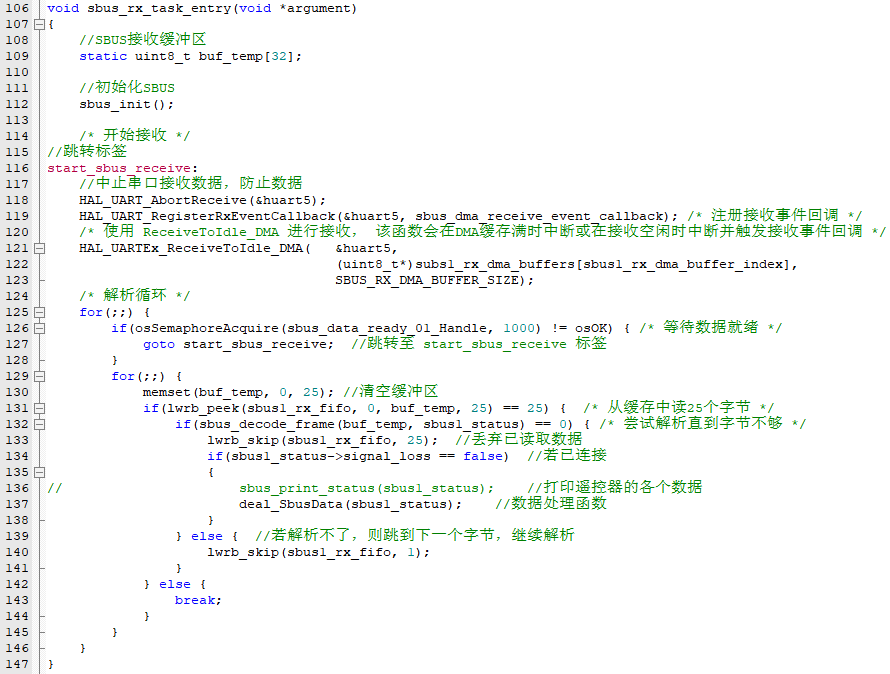 106 void sbus_rx_task_entry(void *argument)
107 {
108     //SBUS接收缓冲区
109     static uint8_t buf_temp[32];
110
111     //初始化SBUS
112     sbus_init();
113
114     /* 开始接收 */
115 //跳转标签
116 start_sbus_receive:
117     //中止串口接收数据，防止数据
118     HAL_UART_AbortReceive(&huart5);
119     HAL_UART_RegisterRxEventCallback(&huart5, sbus_dma_receive_event_callback); /* 注册接收事件回调 */
120     /* 使用 ReceiveToIdle_DMA 进行接收， 该函数会在DMA缓存满时中断或在接收空闲时中断并触发接收事件回调 */
121     HAL_UARTEx_ReceiveToIdle_DMA(   &huart5,
122                                     (uint8_t*)subs1_rx_dma_buffers[sbus1_rx_dma_buffer_index],
123                                     SBUS_RX_DMA_BUFFER_SIZE);
124     /* 解析循环 */
125     for(;;) {
126         if(osSemaphoreAcquire(sbus_data_ready_01_Handle, 1000) != osOK) { /* 等待数据就绪 */
127             goto start_sbus_receive;  //跳转至 start_sbus_receive 标签
128         }
129         for(;;) {
130             memset(buf_temp, 0, 25); //清空缓冲区
131             if(lwrb_peek(sbus1_rx_fifo, 0, buf_temp, 25) == 25) {  /* 从缓存中读25个字节 */
132                 if(sbus_decode_frame(buf_temp, sbus1_status) == 0) { /* 尝试解析直到字节不够 */
133                     lwrb_skip(sbus1_rx_fifo, 25);  //丢弃已读取数据
134                     if(sbus1_status->signal_loss == false)  //若已连接
135                     {
136 //                      sbus_print_status(sbus1_status);    //打印遥控器的各个数据
137                         deal_SbusData(sbus1_status);    //数据处理函数
138                     }
139                 } else {  //若解析不了，则跳到下一个字节，继续解析
140                     lwrb_skip(sbus1_rx_fifo, 1);
141                 }
142             } else {
143                 break;
144             }
145         }
146     }
147 }